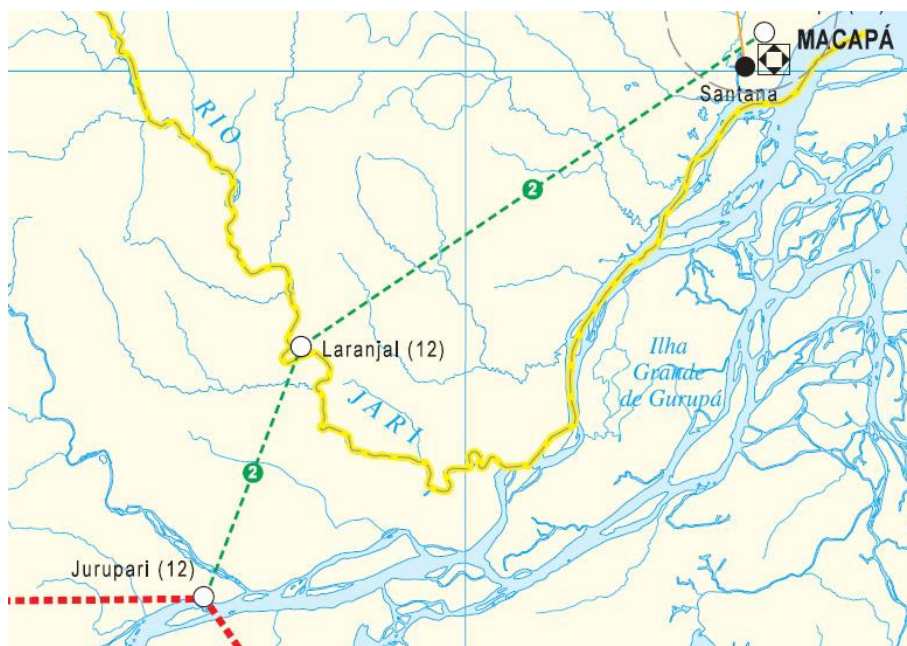 MACAPÁ
Santana
RIO
2
Laranjal (12)
Ilha
Grande
de Gurupá
JARI
2
Jurupari (12)